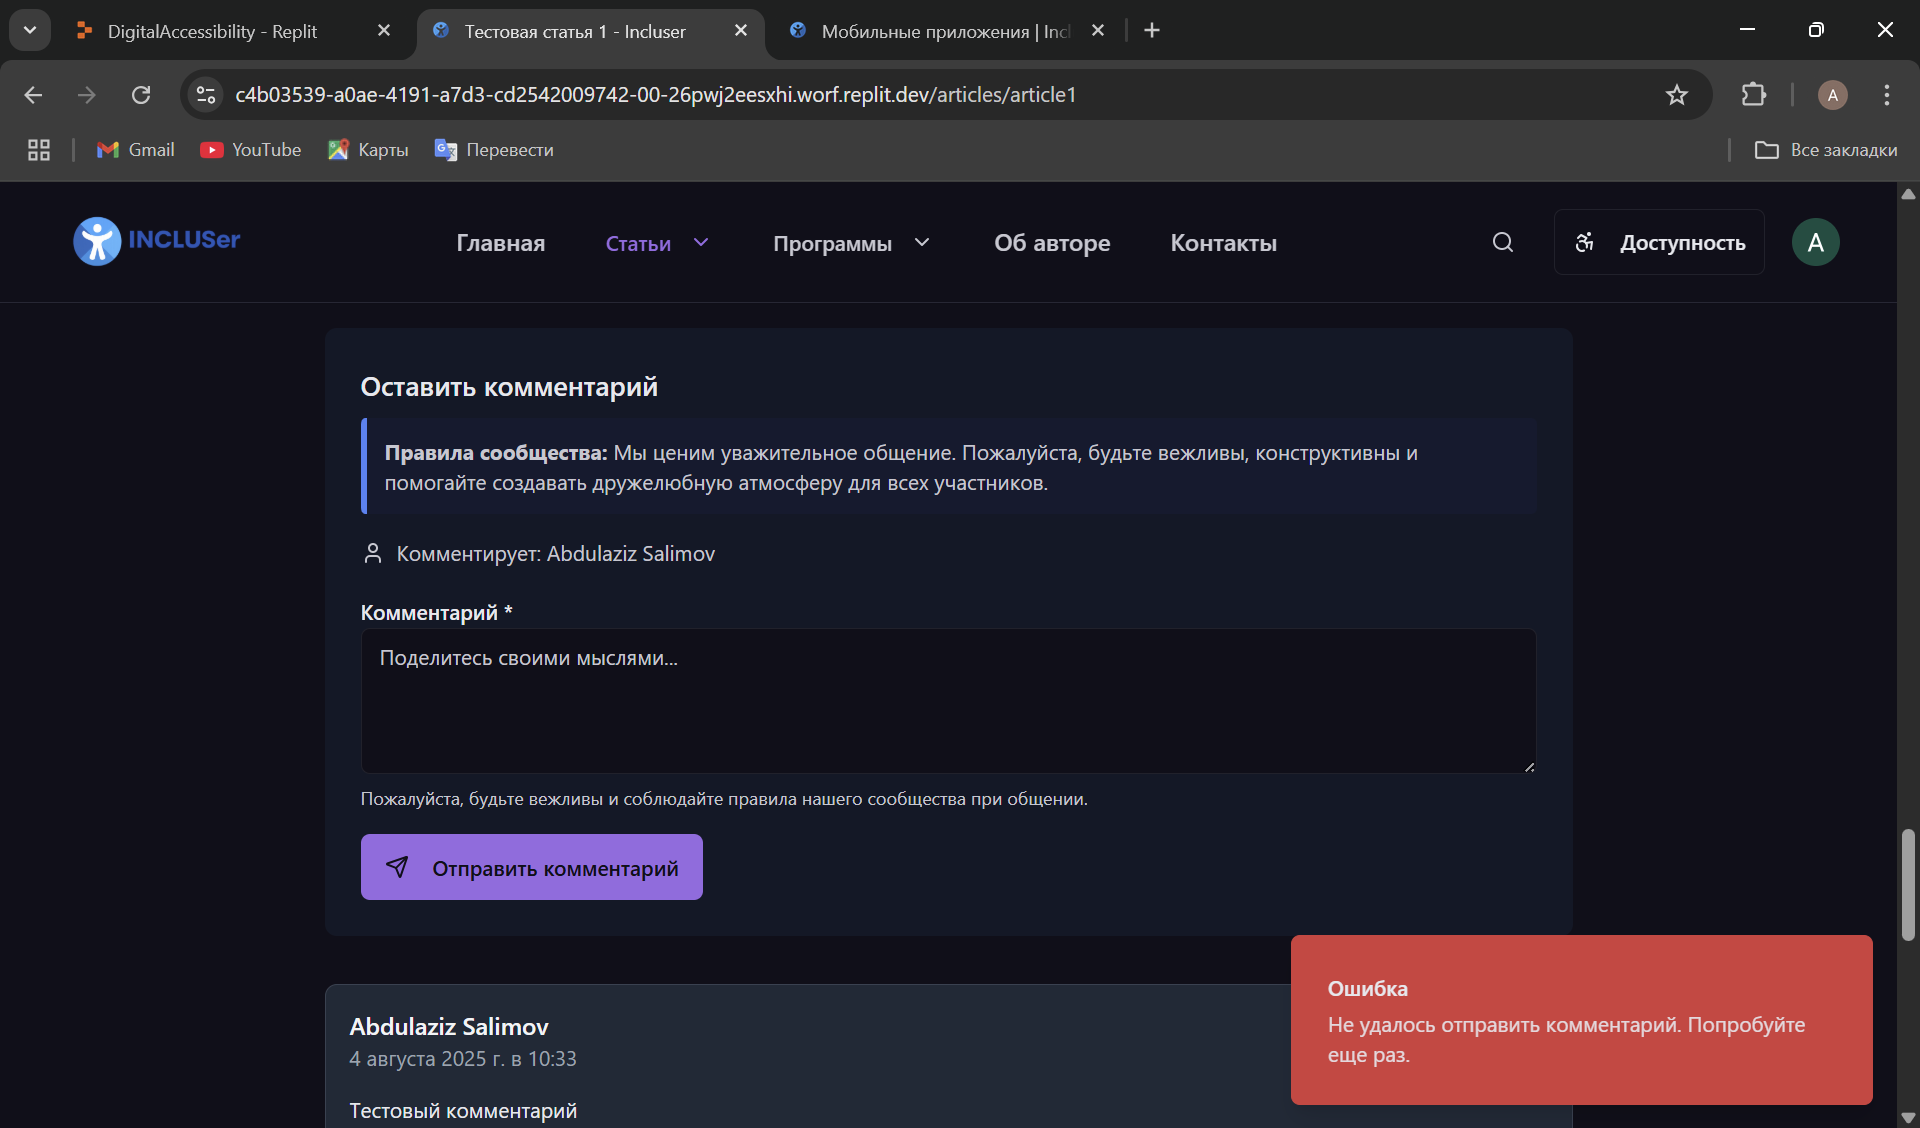 DigitalAccessibility - Replit
Тестовая статья 1 - Incluser
Мобильные приложения | Incl
c4b03539-a0ae-4191-a7d3-cd2542009742-00-26pwj2eesxhi.worf.replit.dev/articles/article1
A
Gmail
YouTube
Карты
Перевести
Все закладки
INCLUSer
Главная
Статьи
Программы
Об авторе
Контакты
Доступность
A
Оставить комментарий
Правила сообщества: Мы ценим уважительное общение. Пожалуйста, будьте вежливы, конструктивны и
помогайте создавать дружелюбную атмосферу для всех участников.
Комментирует: Abdulaziz Salimov
Комментарий *
Поделитесь своими мыслями...
Пожалуйста, будьте вежливы и соблюдайте правила нашего сообщества при общении.
Отправить комментарий
Abdulaziz Salimov
4 августа 2025 г. в 10:33
Тестовый комментарий
Ошибка
Не удалось отправить комментарий. Попробуйте
еще раз.